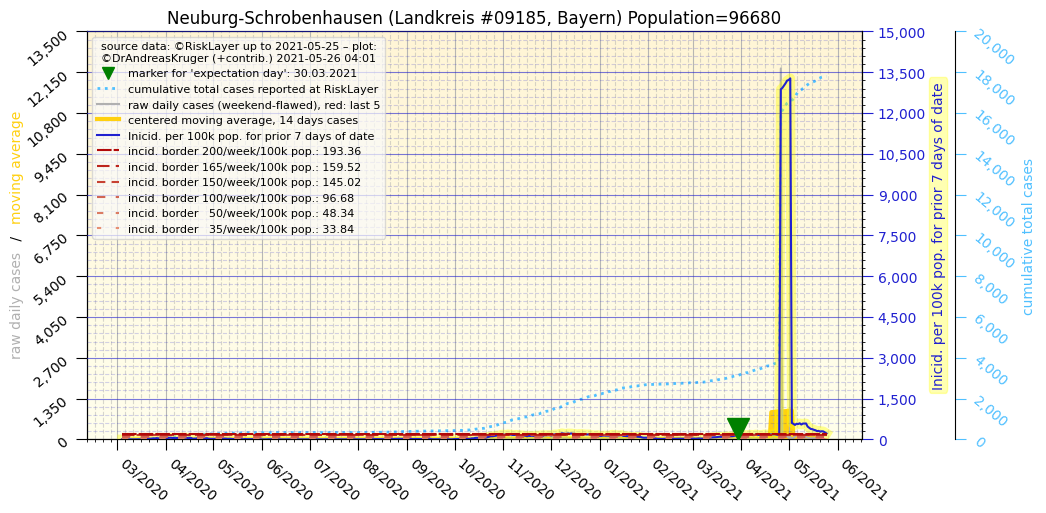 Neuburg-Schrobenhausen (Landkreis #09185, Bayern) Population=96680
source data: ©RiskLayer up to 2021-05-25 – plot:
©DrAndreasKruger (+contrib.) 2021-05-26 04:01
marker for 'expectation day': 30.03.2021
cumulative total cases reported at RiskLayer
raw daily cases (weekend-flawed), red: last 5
centered moving average, 14 days cases
Inicid. per 100k pop. for prior 7 days of date
incid. border 200/week/100k pop.: 193.36
incid. border 165/week/100k pop.: 159.52
incid. border 150/week/100k pop.: 145.02
incid. border 100/week/100k pop.: 96.68
incid. border   50/week/100k pop.: 48.34
incid. border   35/week/100k pop.: 33.84
raw daily cases  /  moving average
13,500
12,150
10,800
9,450
8,100
6,750
5,400
4,050
2,700
1,350
0
03/2020
04/2020
05/2020
06/2020
07/2020
08/2020
09/2020
10/2020
11/2020
12/2020
01/2021
02/2021
03/2021
04/2021
05/2021
06/2021
15,000
13,500
12,000
10,500
9,000
7,500
6,000
4,500
3,000
1,500
0
Inicid. per 100k pop. for prior 7 days of date
20,000
18,000
16,000
14,000
12,000
10,000
8,000
6,000
4,000
2,000
0
cumulative total cases